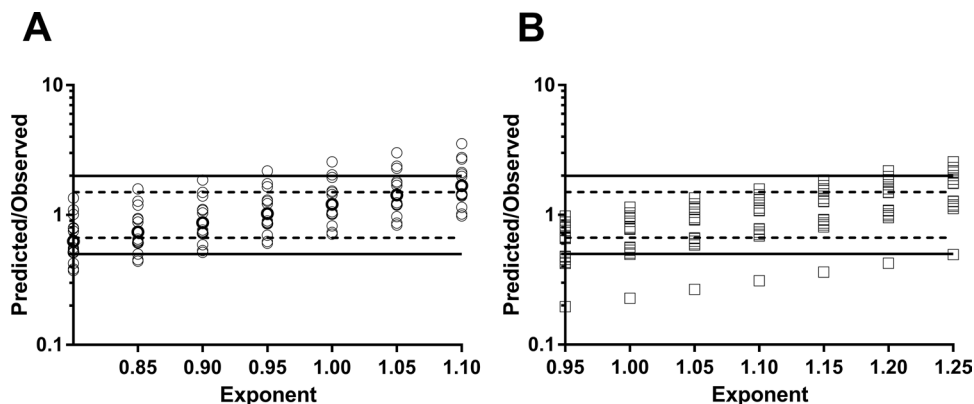 A
B
Predicted/Observed
10
1
0.1
0.85 0.90 0.95 1.00 1.05 1.10
Exponent
Predicted/Observed
10
1
0.1
0.95 1.00 1.05 1.10 1.15 1.20 1.25
Exponent